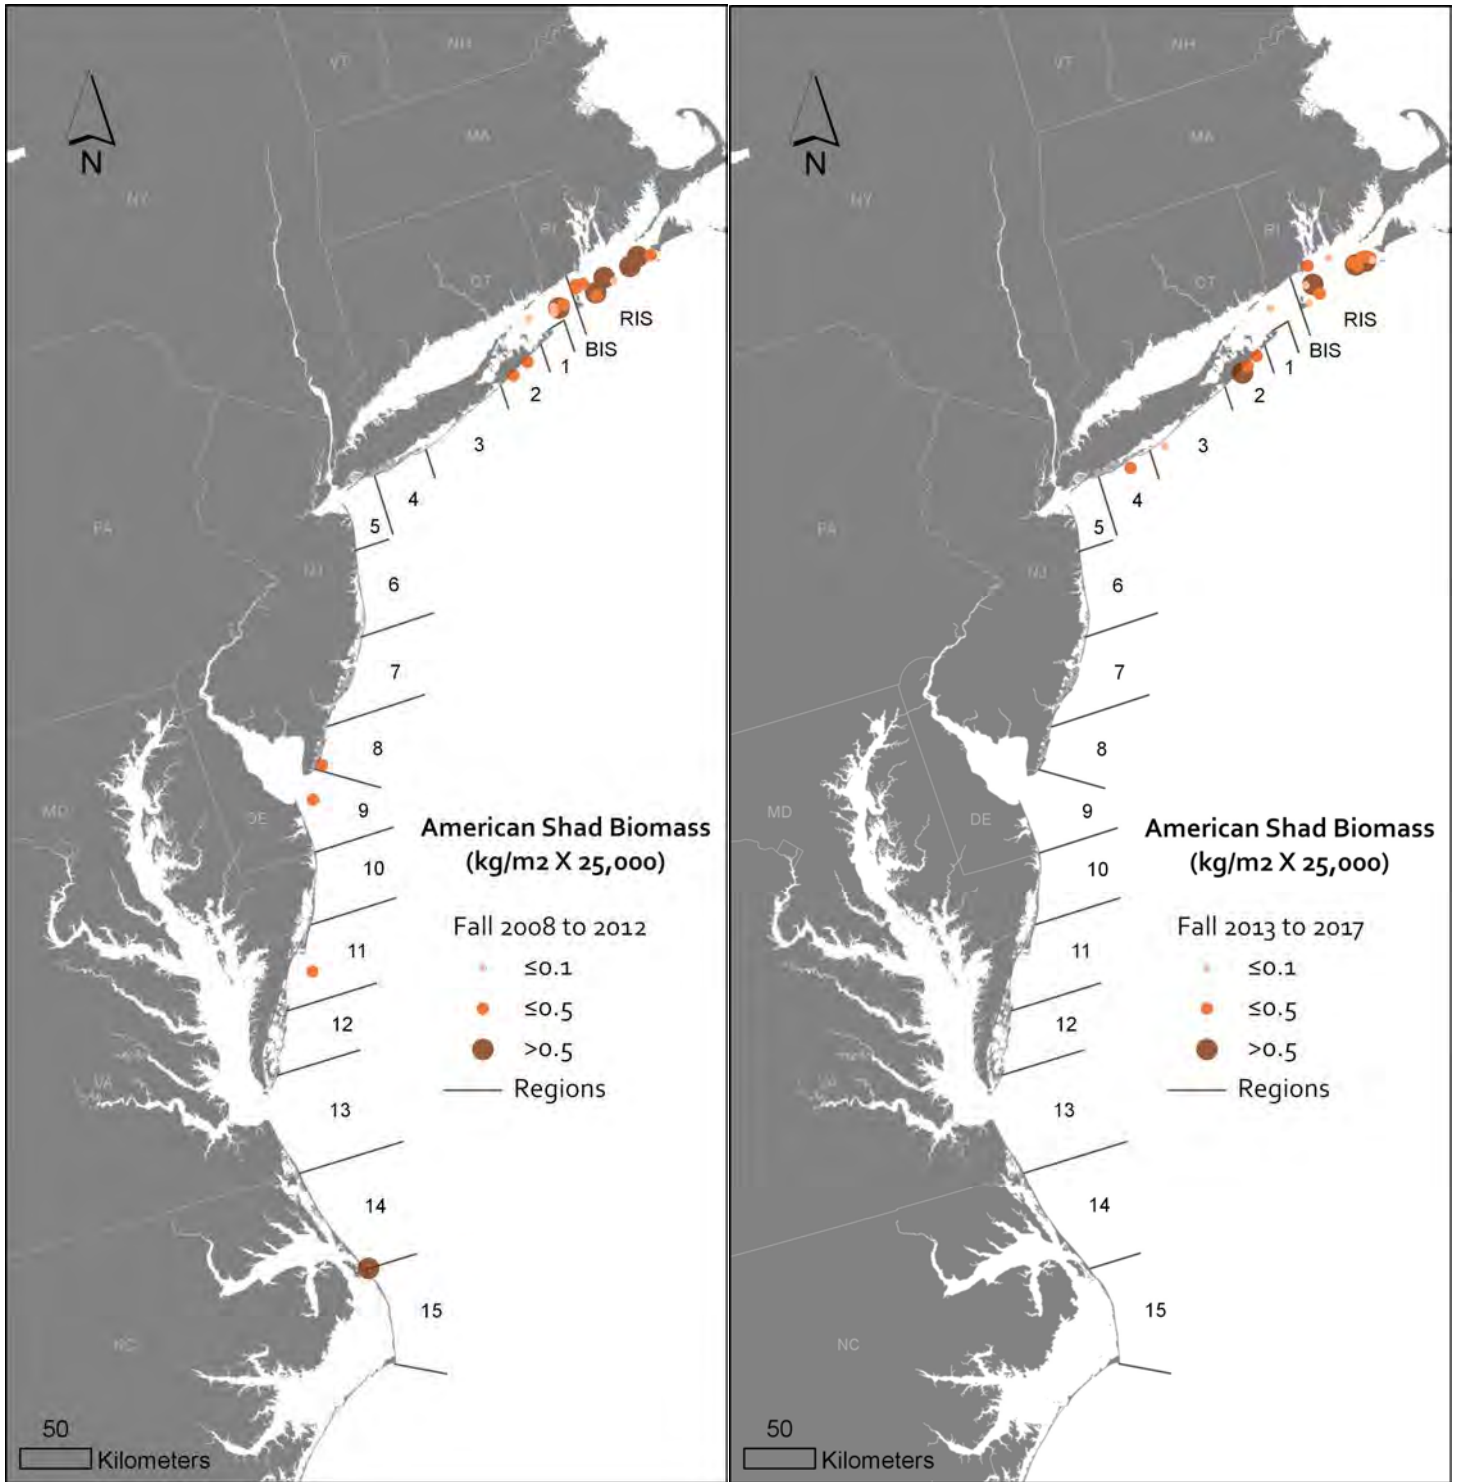 VT
NH
N
MA
NY
RI
CT
RIS
BIS
1
2
3
4
5
PA
NJ
6
7
8
MD
DE
9
American Shad Biomass
(kg/m2 X 25,000)
10
Fall 2008 to 2012
11
≤0.1
≤0.5
12
>0.5
VA
Regions
13
14
15
NC
50
Kilometers
VT
NH
N
MA
NY
RI
CT
RIS
BIS
1
2
3
4
5
PA
NJ
6
7
8
MD
DE
9
American Shad Biomass
(kg/m2 X 25,000)
10
Fall 2013 to 2017
11
≤0.1
≤0.5
12
>0.5
VA
Regions
13
14
15
NC
50
Kilometers